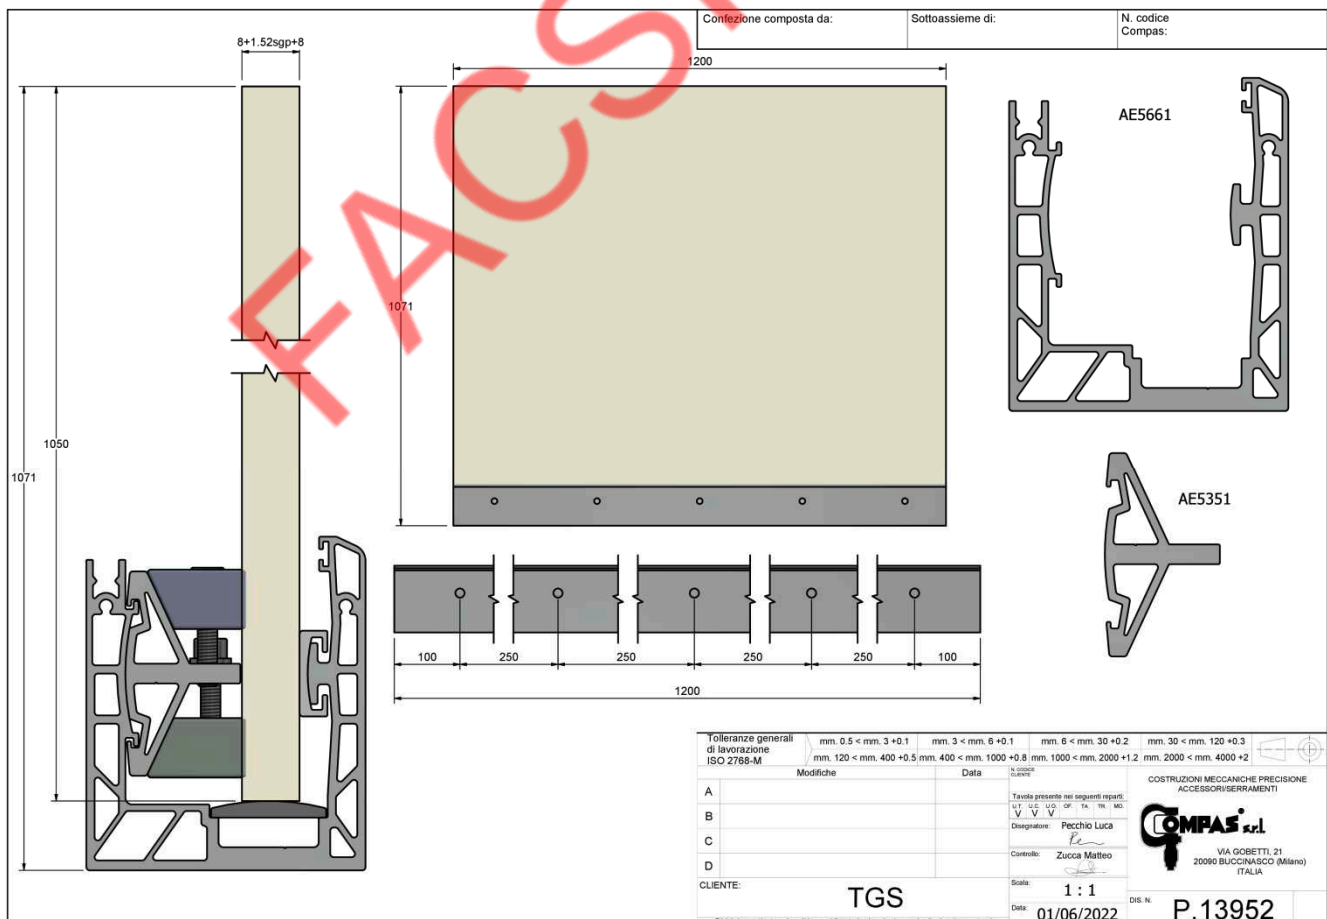 Confezione composta da:
Sottoassieme di:
N. codice
Compas:
8+1.52sgp+8
1200
1071
1050
1071
AE5661
AE5351
100
250
250
250
250
100
1200
FACS
Tolleranze generali
di lavorazione
ISO 2768-M
mm. 0.5 < mm. 3 +0.1
mm. 3 < mm. 6 +0.1
mm. 6 < mm. 30 +0.2
mm. 30 < mm. 120 +0.3
mm. 120 < mm. 400 +0.5
mm. 400 < mm. 1000 +0.8
mm. 1000 < mm. 2000 +1.2
mm. 2000 < mm. 4000 +2
Modifiche
Data
A
B
C
D
N. CODICE
CLIENTE
Tavola presente nei seguenti reparti:
U.T. U.C. U.O. OF. TA. TR. MO.
V V V
Disegnatore: Pecchio Luca
Controllo: Zucca Matteo
Scala: 1 : 1
Data: 01/06/2022
CLIENTE:
TGS
COSTRUZIONI MECCANICHE PRECISIONE
ACCESSORI/SERRAMENTI
COMPAS s.r.l.
VIA GOBETTI, 21
20090 BUCCINASCO (Milano)
ITALIA
DIS. N. P.13952